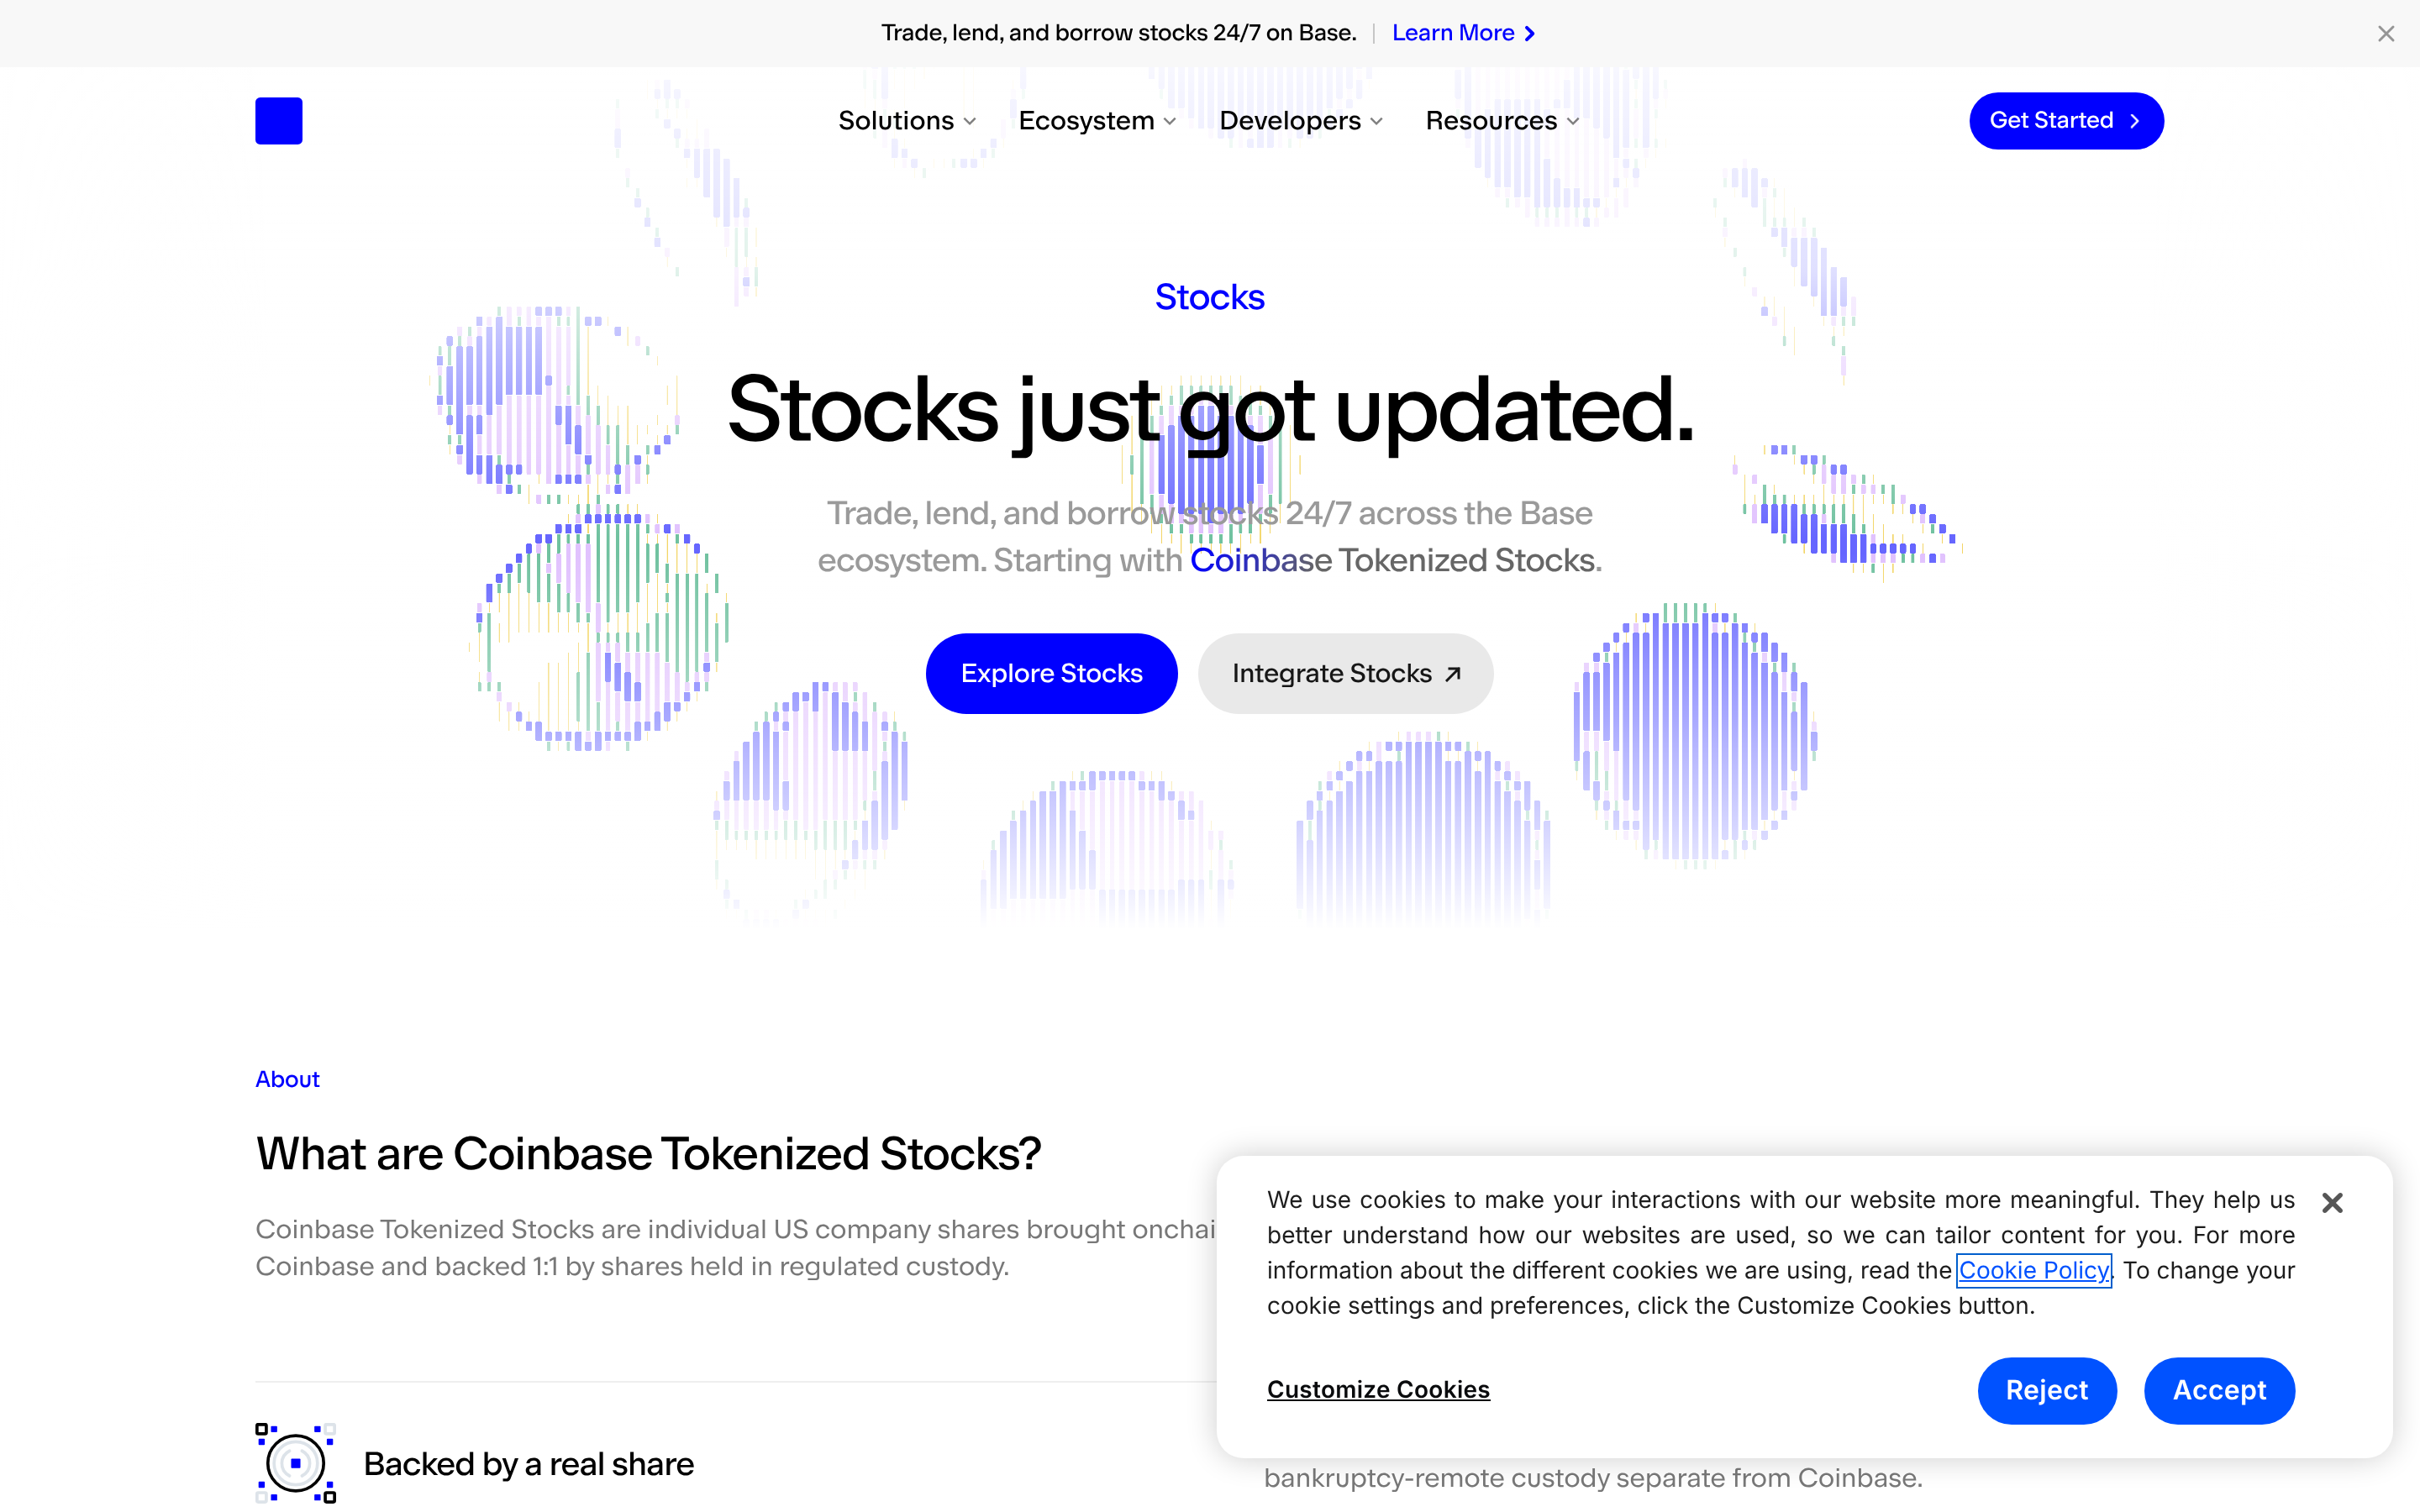 Trade, lend, and borrow stocks 24/7 on Base.
Learn More
Solutions
Ecosystem
Developers
Resources
Get Started
Stocks
Stocks just got updated.
Trade, lend, and borrow stocks 24/7 across the Base
ecosystem. Starting with Coinbase Tokenized Stocks.
Explore Stocks
Integrate Stocks
About
What are Coinbase Tokenized Stocks?
Coinbase Tokenized Stocks are individual US company shares brought
Coinbase and backed 1:1 by shares held in regulated custody.
We use cookies to make your interactions with our website more meaningful. They help us
better understand how our websites are used, so we can tailor content for you. For more
information about the different cookies we are using, read the Cookie Policy. To change your
cookie settings and preferences, click the Customize Cookies button.
Customize Cookies
Reject
Accept
Backed by a real share
bankruptcy-remote custody separate from Coinbase.